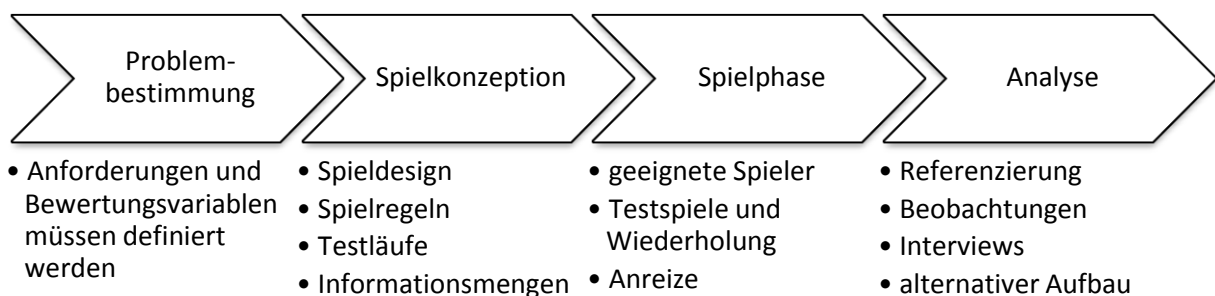 Problem-
bestimmung
Spielkonzeption
Spielphase
Analyse
• Anforderungen und
Bewertungsvariablen
müssen definiert
werden
• Spieldesign
• Spielregeln
• Testläufe
• Informationsmengen
• geeignete Spieler
• Testspiele und
Wiederholung
• Anreize
• Referenzierung
• Beobachtungen
• Interviews
• alternativer Aufbau